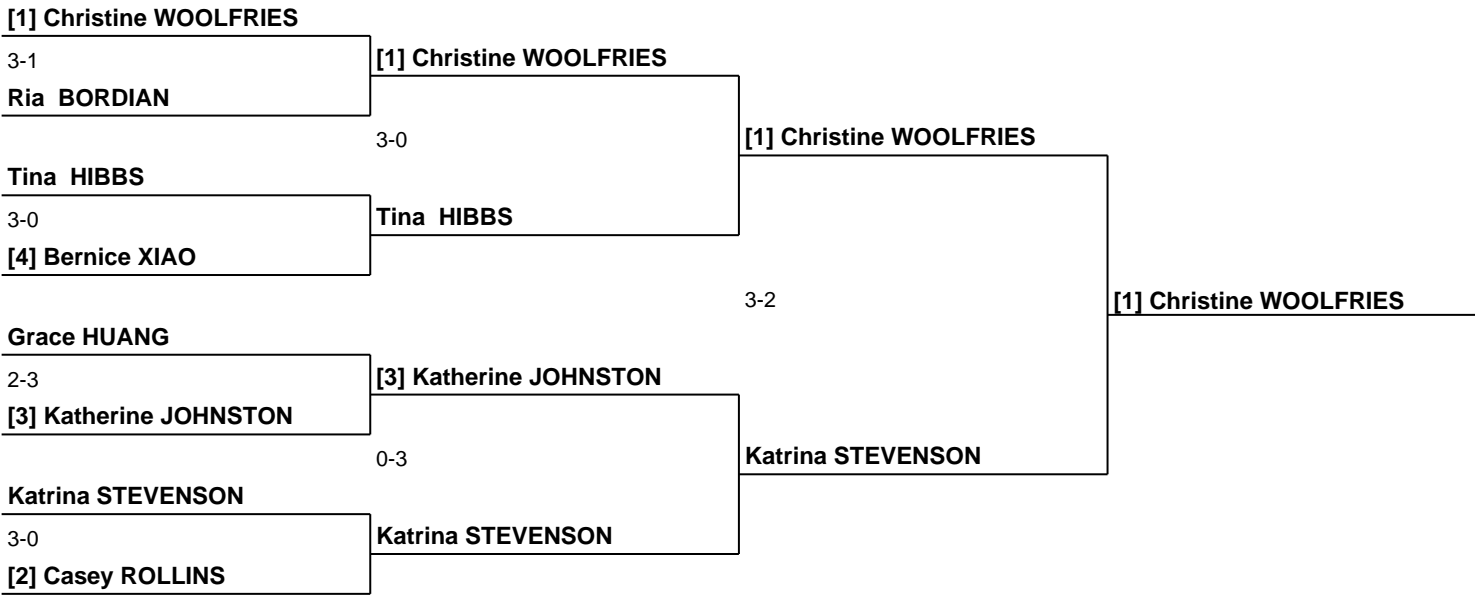 [1] Christine WOOLFRIES
3-1
[1] Christine WOOLFRIES
Ria BORDIAN
3-0
[1] Christine WOOLFRIES
Tina HIBBS
3-0
Tina HIBBS
[4] Bernice XIAO
3-2
[1] Christine WOOLFRIES
Grace HUANG
2-3
[3] Katherine JOHNSTON
[3] Katherine JOHNSTON
0-3
Katrina STEVENSON
Katrina STEVENSON
3-0
Katrina STEVENSON
[2] Casey ROLLINS